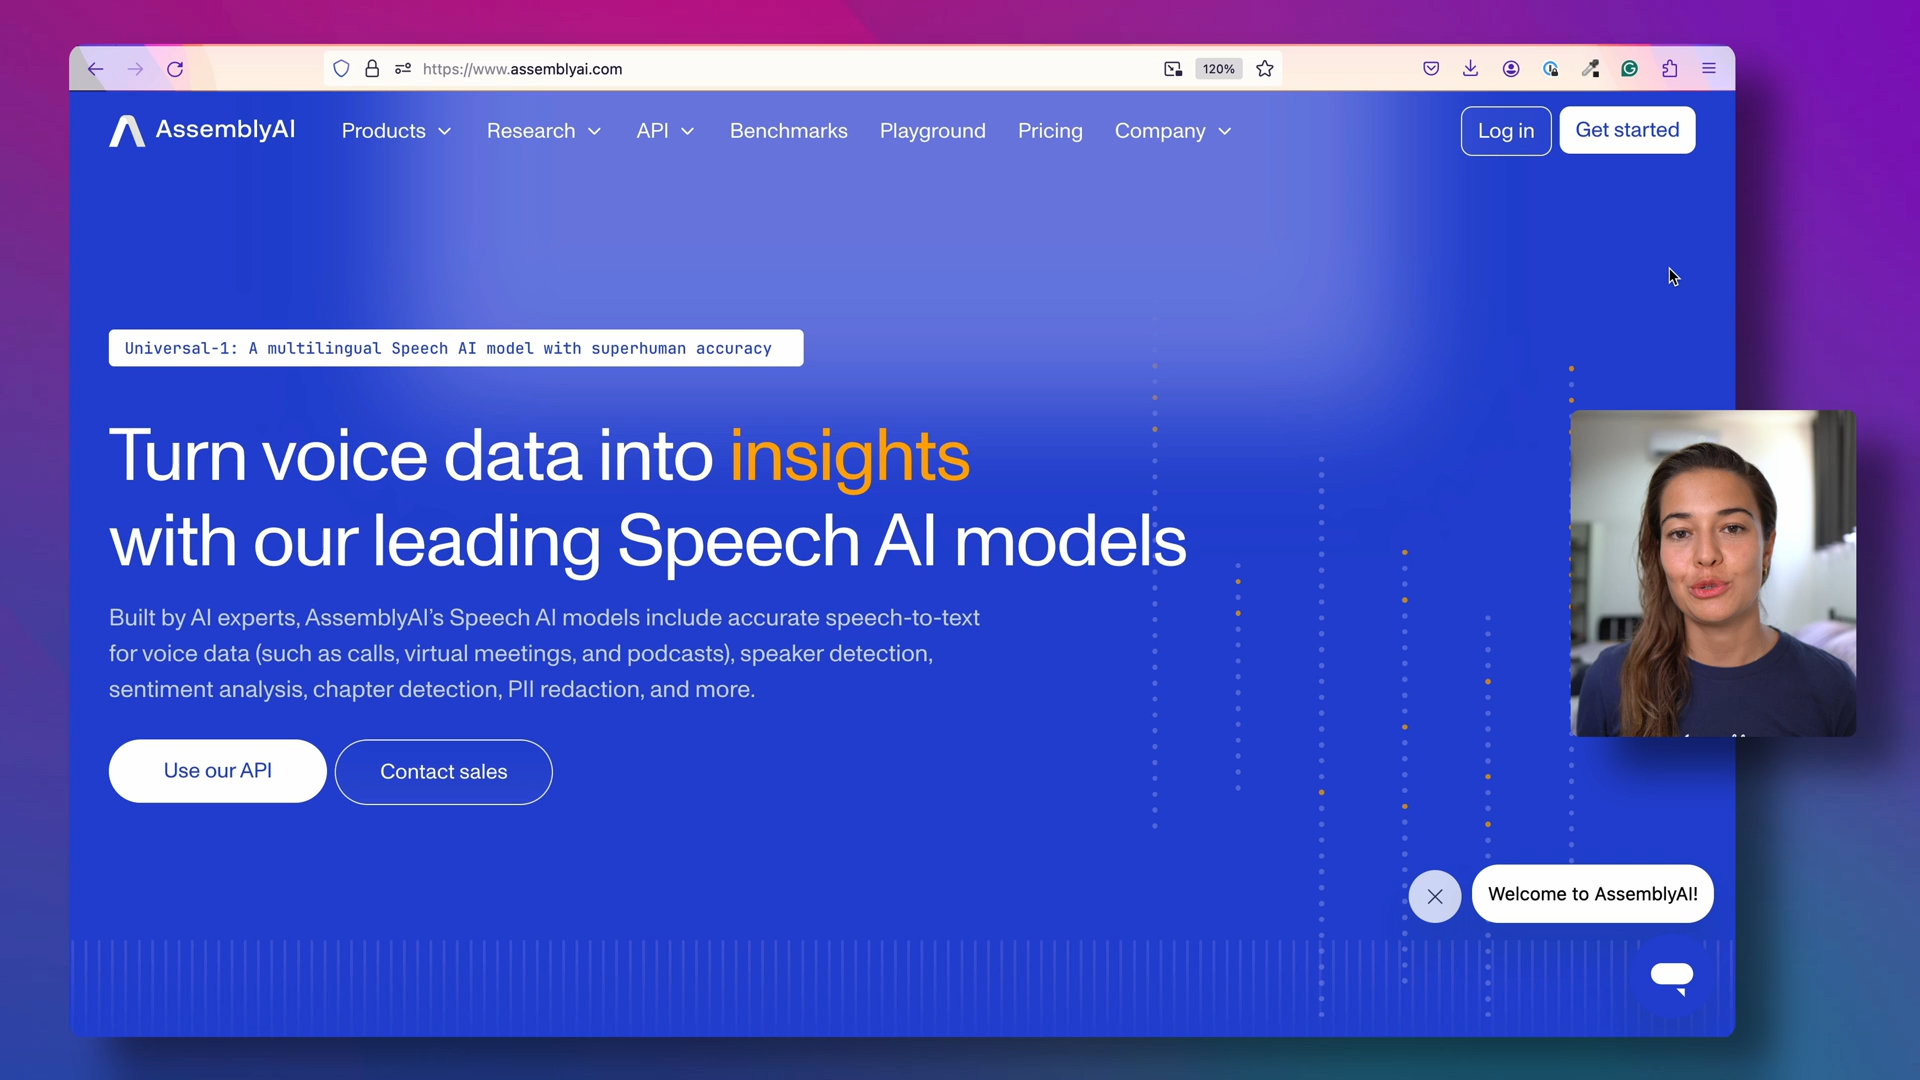 https://www.assemblyai.com
120%
AssemblyAI
Products
Research
API
Benchmarks
Playground
Pricing
Company
Log in
Get started
Universal-1: A multilingual Speech AI model with superhuman accuracy
Turn voice data into insights
with our leading Speech AI models
Built by AI experts, AssemblyAI’s Speech AI models include accurate speech-to-text
for voice data (such as calls, virtual meetings, and podcasts), speaker detection,
sentiment analysis, chapter detection, PII redaction, and more.
Use our API
Contact sales
Welcome to AssemblyAI!